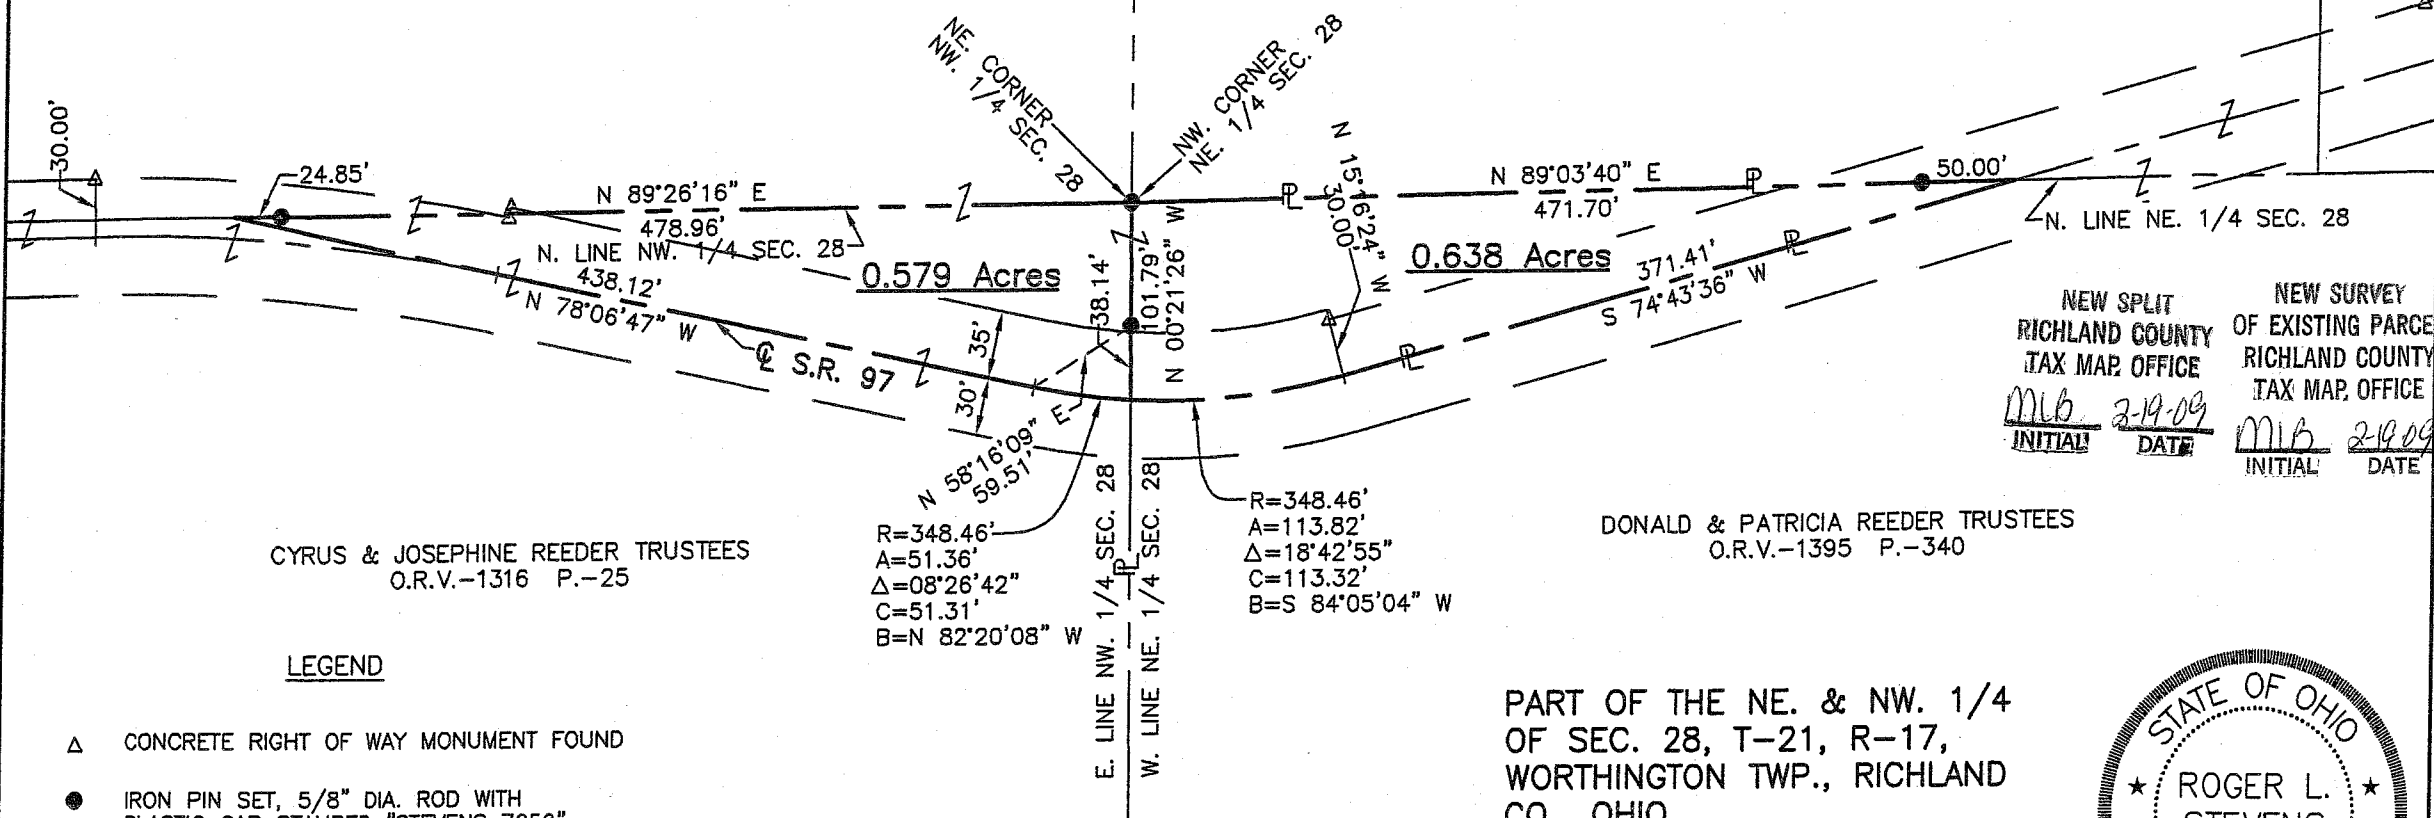 NE. CORNER
NW. 1/4 SEC. 28
NW. CORNER
NE. 1/4 SEC. 28
30.00'
24.85'
N 89°26'16" E
478.96'
N. LINE NW. 1/4 SEC. 28
N 15°16'24" W
30.00'
N 89°03'40" E
471.70'
50.00'
N. LINE NE. 1/4 SEC. 28
0.579 Acres
0.638 Acres
438.12'
N 78°06'47" W
℄ S.R. 97
35'
30'
38.14'
101.79'
N 00°21'26" W
371.41'
S 74°43'36" W
N 58°16'09" E
59.51'
NEW SPLIT
RICHLAND COUNTY
TAX MAP OFFICE
MLB 2-19-09
INITIAL DATE
NEW SURVEY
OF EXISTING PARCE
RICHLAND COUNTY
TAX MAP OFFICE
MLB 2-19-09
INITIAL DATE
R=348.46'
A=51.36'
Δ=08°26'42"
C=51.31'
B=N 82°20'08" W
R=348.46'
A=113.82'
Δ=18°42'55"
C=113.32'
B=S 84°05'04" W
E. LINE NW. 1/4 SEC. 28
W. LINE NE. 1/4 SEC. 28
CYRUS & JOSEPHINE REEDER TRUSTEES
O.R.V.-1316 P.-25
DONALD & PATRICIA REEDER TRUSTEES
O.R.V.-1395 P.-340
LEGEND
△ CONCRETE RIGHT OF WAY MONUMENT FOUND
● IRON PIN SET, 5/8" DIA. ROD WITH
PART OF THE NE. & NW. 1/4
OF SEC. 28, T-21, R-17,
WORTHINGTON TWP., RICHLAND
CO., OHIO
STATE OF OHIO
★ ROGER L. ★
STEVENS